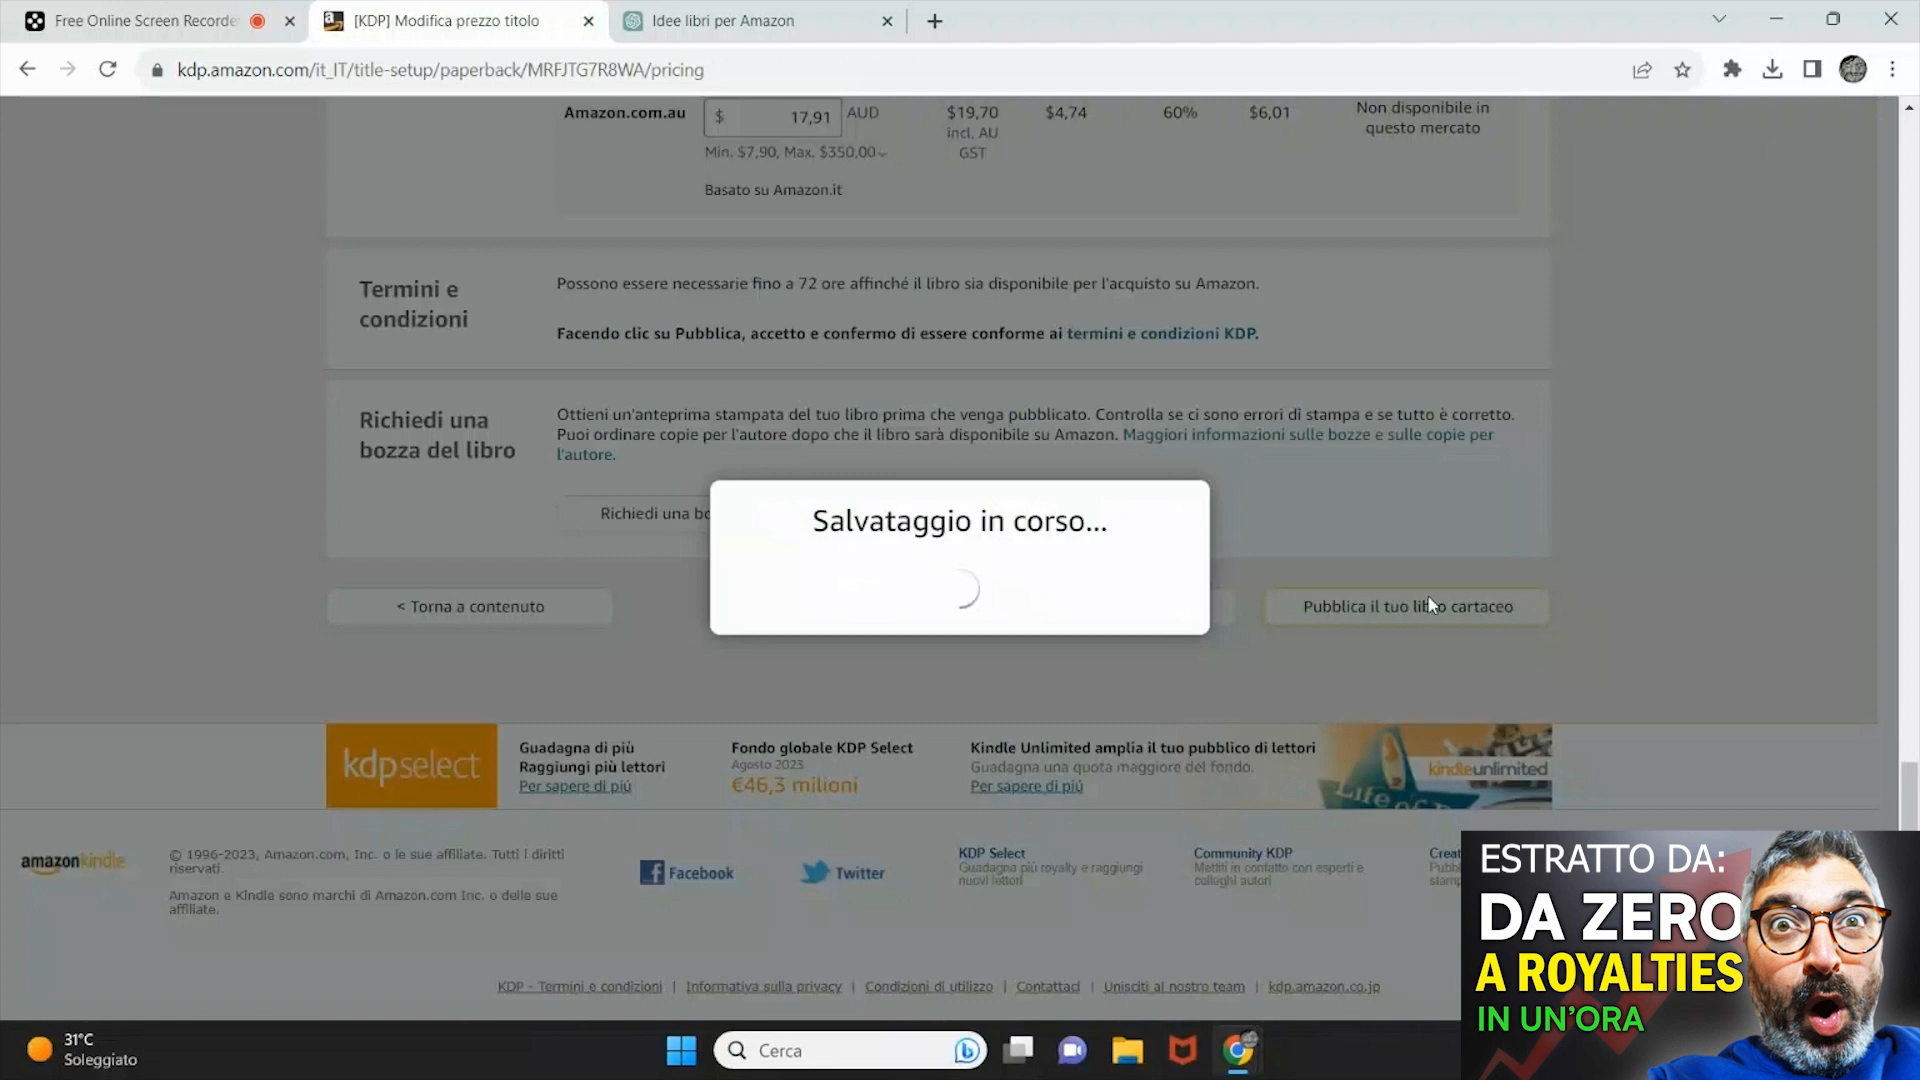 Free Online Screen Recorde
[KDP] Modifica prezzo titolo
Idee libri per Amazon
kdp.amazon.com/it_IT/title-setup/paperback/MRFJTG7R8WA/pricing
Amazon.com.au
$ 17,91 AUD
$19,70
incl. AU
GST
$4,74
60%
$6,01
Non disponibile in
questo mercato
Min. $7,90, Max. $350,00
Basato su Amazon.it
Termini e
condizioni
Possono essere necessarie fino a 72 ore affinché il libro sia disponibile per l'acquisto su Amazon.
Facendo clic su Pubblica, accetto e confermo di essere conforme ai termini e condizioni KDP.
Richiedi una
bozza del libro
Ottieni un'anteprima stampata del tuo libro prima che venga pubblicato. Controlla se ci sono errori di stampa e se tutto è corretto.
Puoi ordinare copie per l'autore dopo che il libro sarà disponibile su Amazon. Maggiori informazioni sulle bozze e sulle copie per
l'autore.
Richiedi una bo
Salvataggio in corso...
< Torna a contenuto
Pubblica il tuo libro cartaceo
kdpselect
Guadagna di più
Raggiungi più lettori
Per sapere di più
Fondo globale KDP Select
Agosto 2023
€46,3 milioni
Kindle Unlimited amplia il tuo pubblico di lettori
Guadagna una quota maggiore del fondo.
Per sapere di più
kindleunlimited
Life of
amazonkindle
© 1996-2023, Amazon.com, Inc. o le sue affiliate. Tutti i diritti
riservati.
Amazon e Kindle sono marchi di Amazon.com Inc. o delle sue
affiliate.
Facebook
Twitter
KDP Select
Guadagna più royalty e raggiungi
nuovi lettori
Community KDP
Mettiti in contatto con esperti e
colleghi autori
Creat
Pubbl
stamp
KDP - Termini e condizioni | Informativa sulla privacy | Condizioni di utilizzo | Contattaci | Unisciti al nostro team | kdp.amazon.co.jp
ESTRATTO DA:
DA ZERO
A ROYALTIES
IN UN'ORA
31°C
Soleggiato
Cerca